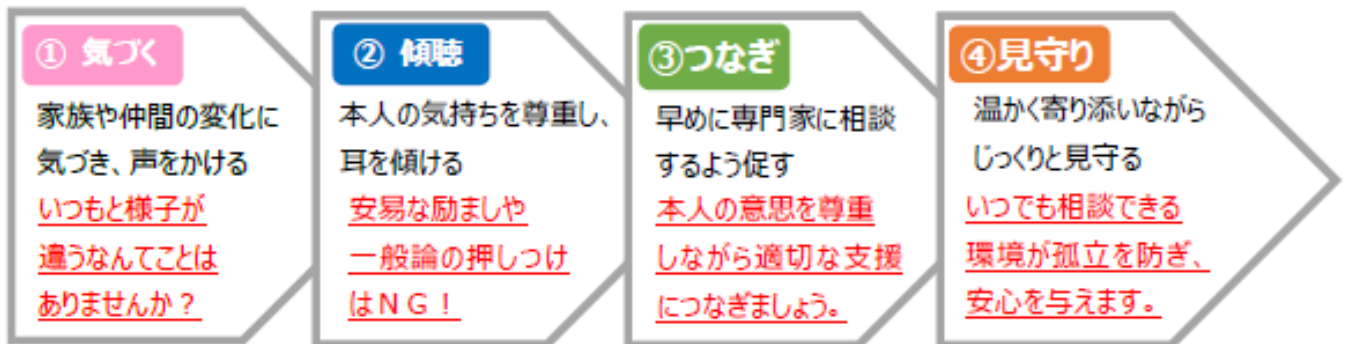 ① 気づく
家族や仲間の変化に
気づき、声をかける
いつもと様子が
違うなんてことは
ありませんか？
② 傾聴
本人の気持ちを尊重し、
耳を傾ける
安易な励ましや
一般論の押しつけ
はＮＧ！
③つなぎ
早めに専門家に相談
するよう促す
本人の意思を尊重
しながら適切な支援
につなぎましょう。
④見守り
温かく寄り添いながら
じっくりと見守る
いつでも相談できる
環境が孤立を防ぎ、
安心を与えます。